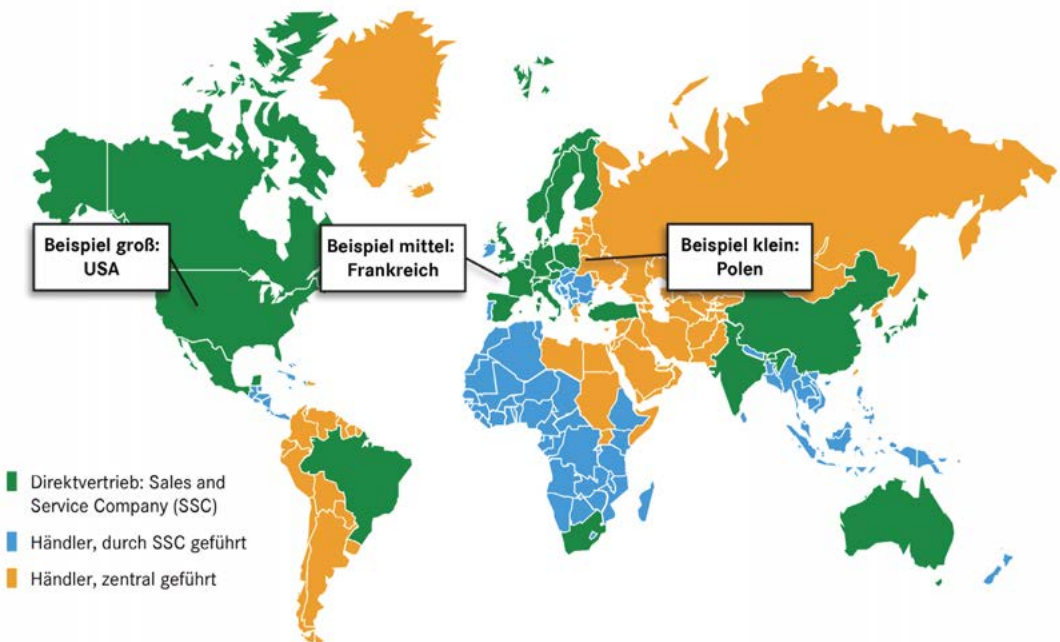 Beispiel groß:
USA
Beispiel mittel:
Frankreich
Beispiel klein:
Polen
Direktvertrieb: Sales and
Service Company (SSC)
Händler, durch SSC geführt
Händler, zentral geführt